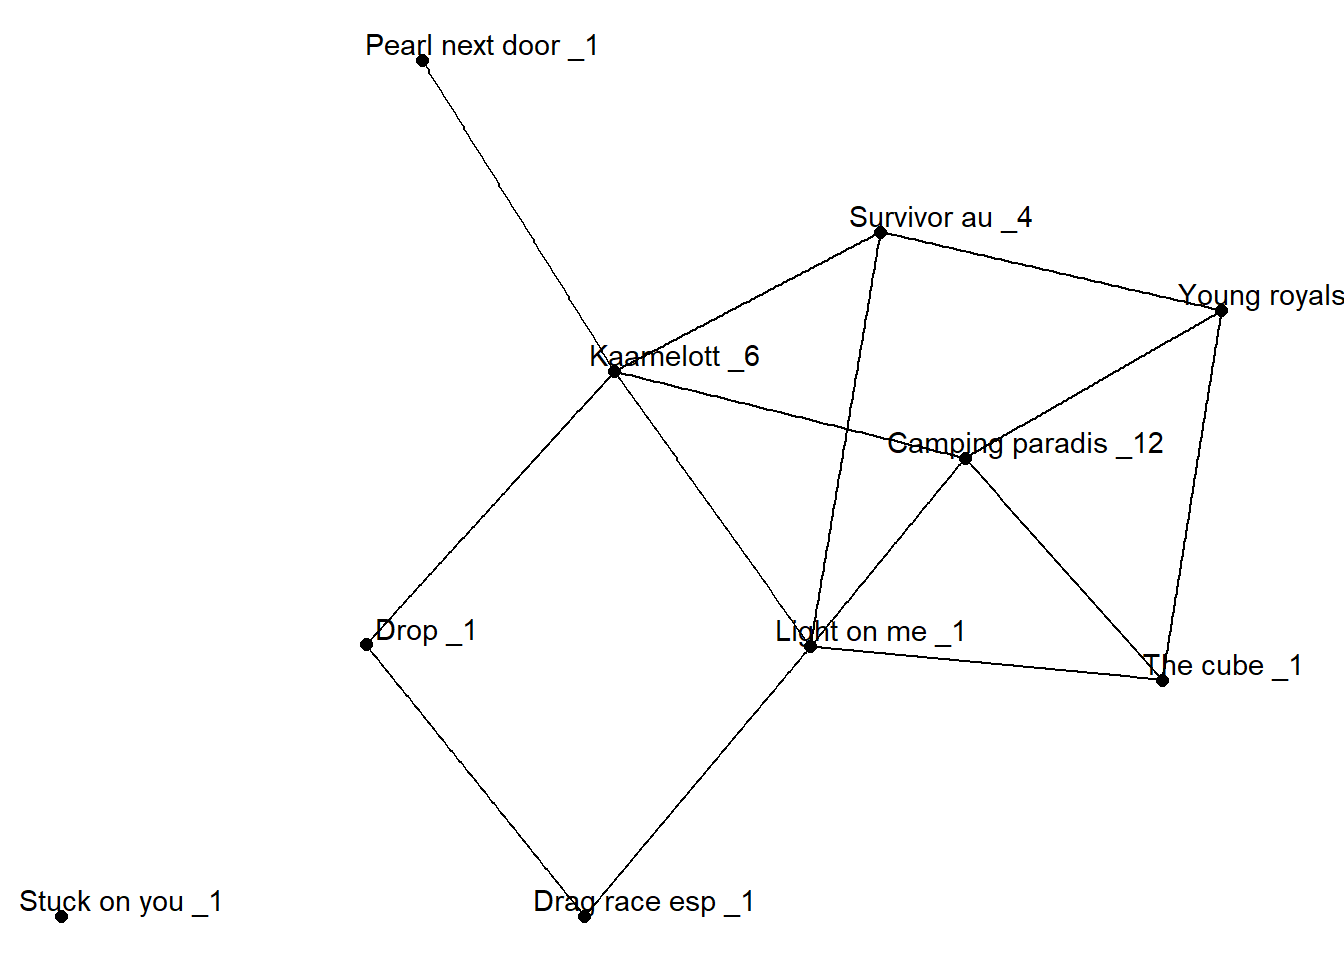 Pearl next door _1
Survivor au _4
Young royals
Kaamelott _6
Camping paradis _12
Drop _1
Light on me _1
The cube _1
Stuck on you _1
Drag race esp _1